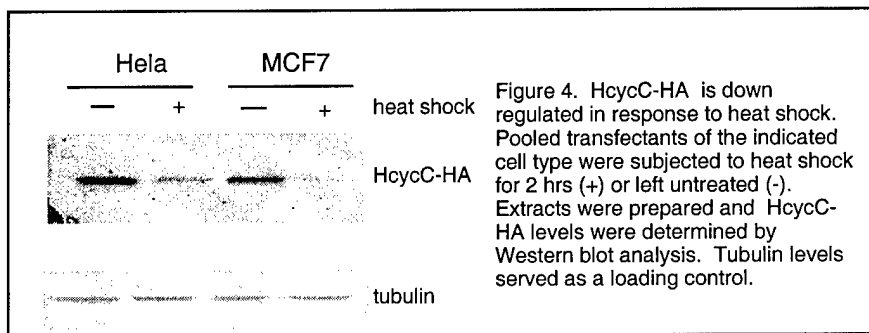 Hela MCF7
— + — + heat shock
HcycC-HA
tubulin
Figure 4. HcycC-HA is down
regulated in response to heat shock.
Pooled transfectants of the indicated
cell type were subjected to heat shock
for 2 hrs (+) or left untreated (-).
Extracts were prepared and HcycC-
HA levels were determined by
Western blot analysis. Tubulin levels
served as a loading control.